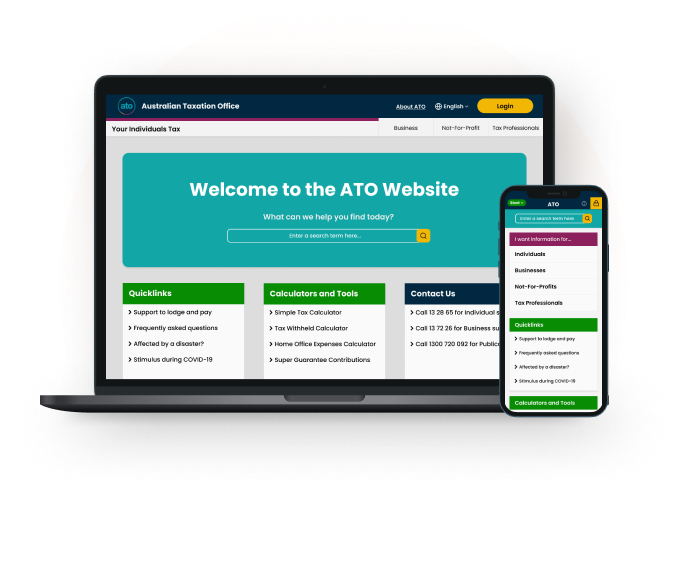 ato Australian Taxation Office About ATO English Login
Your Individuals Tax Business Not-For-Profit Tax Professionals
Welcome to the ATO Website
What can we help you find today?
Enter a search term here...
Quicklinks
Support to lodge and pay
Frequently asked questions
Affected by a disaster?
Stimulus during COVID-19
Calculators and Tools
Simple Tax Calculator
Tax Withheld Calculator
Home Office Expenses Calculator
Super Guarantee Contributions
Contact Us
Call 13 28 65 for Individual s
Call 13 72 26 for Business su
Call 1300 720 092 for Public
ATO
Enter a search term here
I want information for...
Individuals
Businesses
Not-For-Profits
Tax Professionals
Quicklinks
Support to lodge and pay
Frequently asked questions
Affected by a disaster?
Stimulus during COVID-19
Calculators and Tools